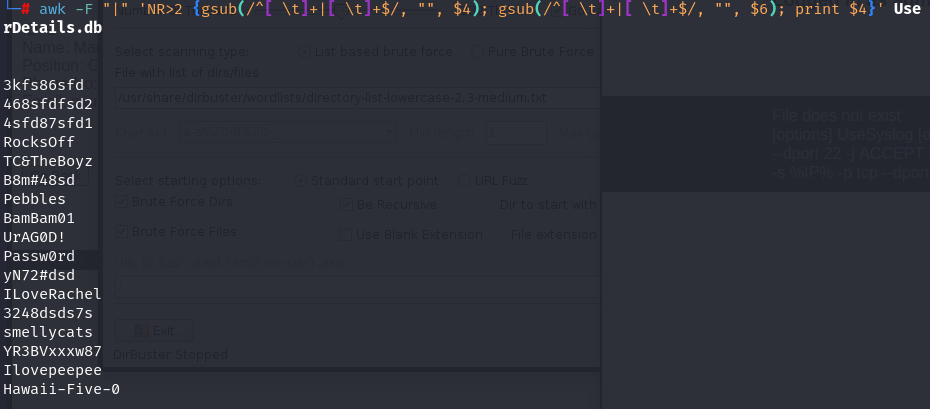 └─# awk -F "|" 'NR>2 {gsub(/^[ \t]+|[ \t]+$/, "", $4); gsub(/^[ \t]+|[ \t]+$/, "", $6); print $4}' Use
rDetails.db
Name: Ma
Position: C
Select scanning type:
List based brute force
Pure Brute Force
File with list of dirs/files
/usr/share/dirbuster/wordlists/directory-list-lowercase-2.3-medium.txt
File does not exist
[options] UseSyslog
--dport 22 -j ACCEPT
-s %IP% -p tcp --dport
3kfs86sfd
468sfdfsd2
4sfd87sfd1
RocksOff
TC&TheBoyz
B8m#48sd
Pebbles
BamBam01
UrAG0D!
Passw0rd
yN72#dsd
ILoveRachel
3248dsds7s
smellycats
YR3BVxxxw87
Ilovepeepee
Hawaii-Five-0
Select starting options:
Standard start point
URL Fuzz
Brute Force Dirs
Be Recursive
Dir to start with
Brute Force Files
Use Blank Extension
File extension
/
Exit
DirBuster Stopped